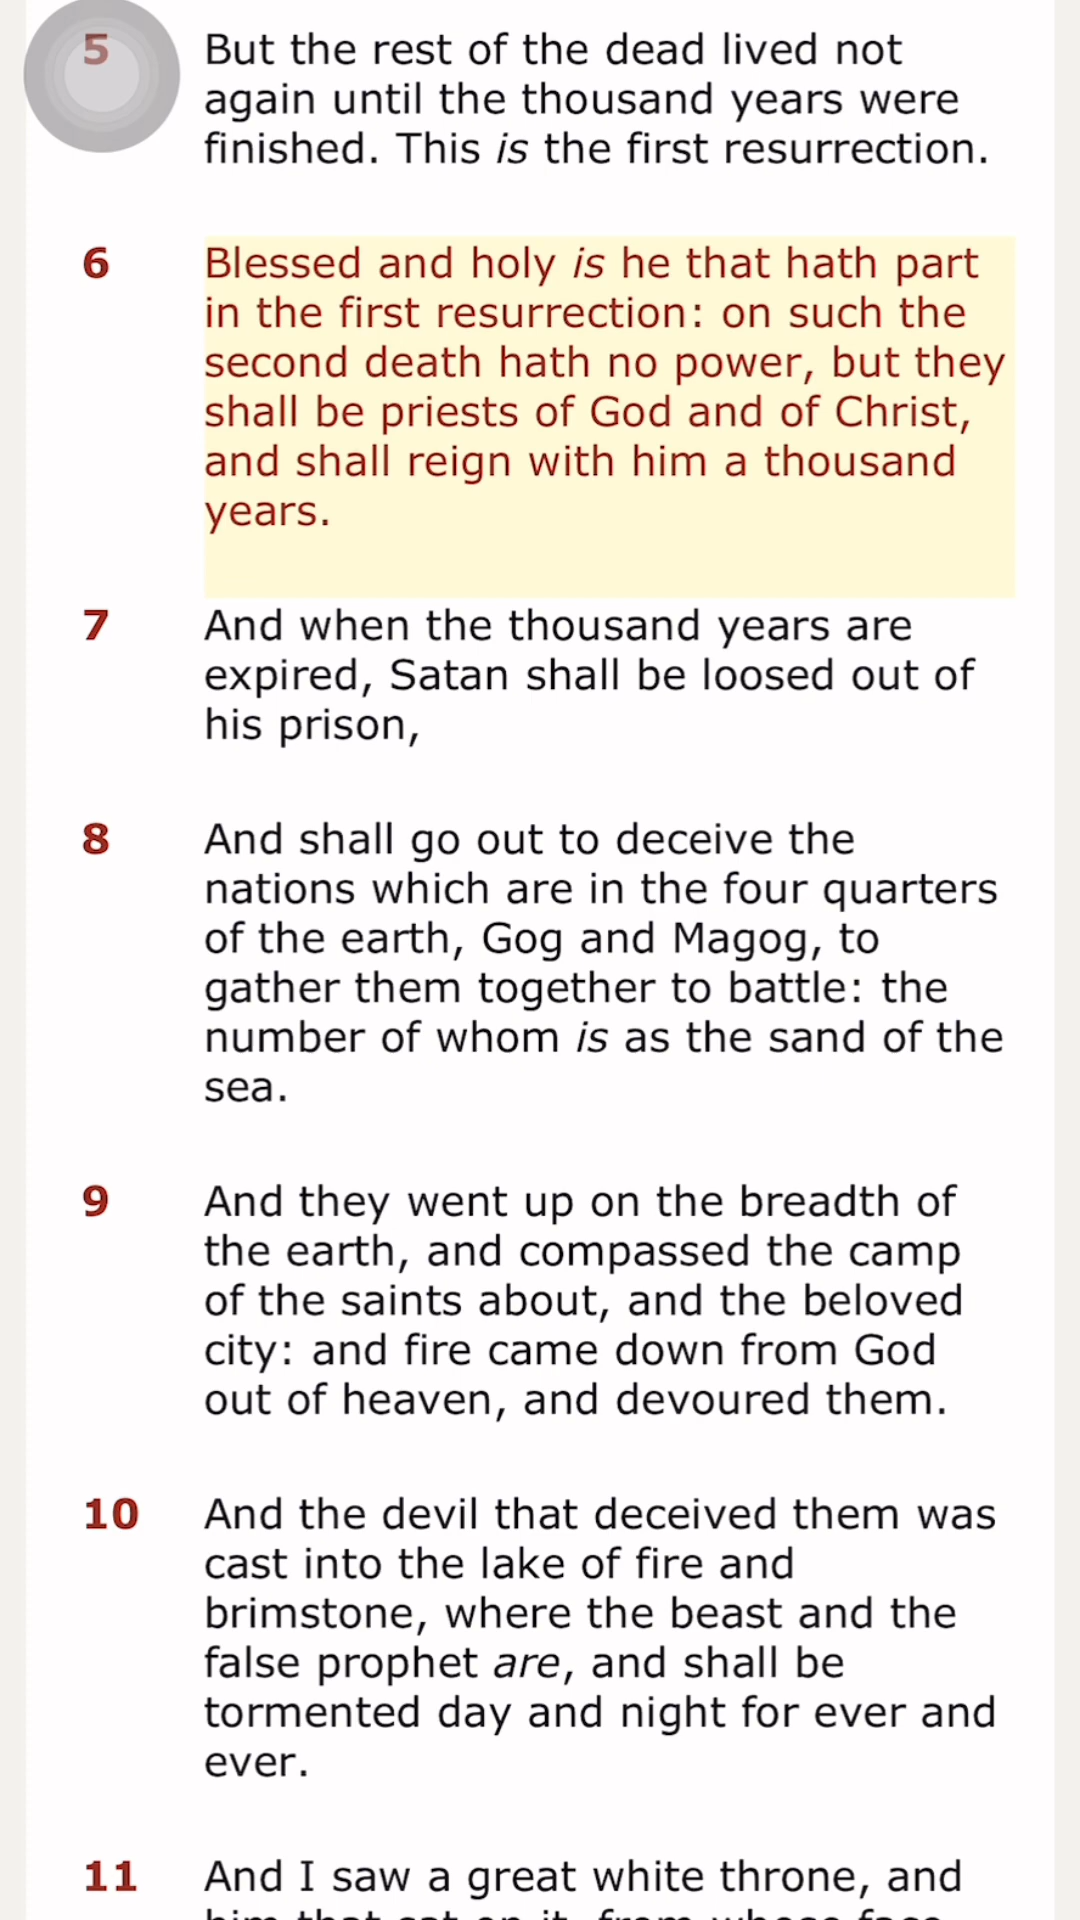 5 But the rest of the dead lived not
again until the thousand years were
finished. This is the first resurrection.
6 Blessed and holy is he that hath part
in the first resurrection: on such the
second death hath no power, but they
shall be priests of God and of Christ,
and shall reign with him a thousand
years.
7 And when the thousand years are
expired, Satan shall be loosed out of
his prison,
8 And shall go out to deceive the
nations which are in the four quarters
of the earth, Gog and Magog, to
gather them together to battle: the
number of whom is as the sand of the
sea.
9 And they went up on the breadth of
the earth, and compassed the camp
of the saints about, and the beloved
city: and fire came down from God
out of heaven, and devoured them.
10 And the devil that deceived them was
cast into the lake of fire and
brimstone, where the beast and the
false prophet are, and shall be
tormented day and night for ever and
ever.
11 And I saw a great white throne, and
him that sat on it, from whose face